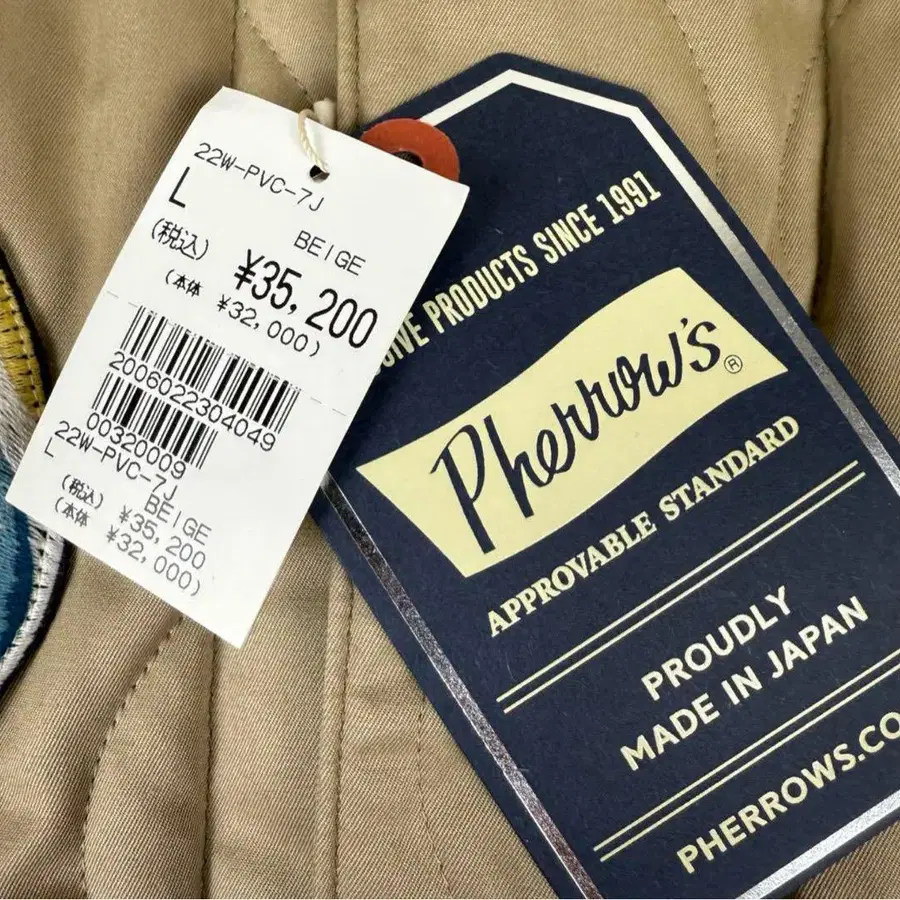 22W-PVC-7J
L
BEIGE
(税込) ¥35,200
(本体 ¥32,000)
2006022304049
00320009
22W-PVC-7J
L
BEIGE
(税込) ¥35,200
(本体 ¥32,000)
PRODUCTS SINCE 1991
Pherrow's®
APPROVABLE STANDARD
PROUDLY
MADE IN JAPAN
PHERROWS.CO